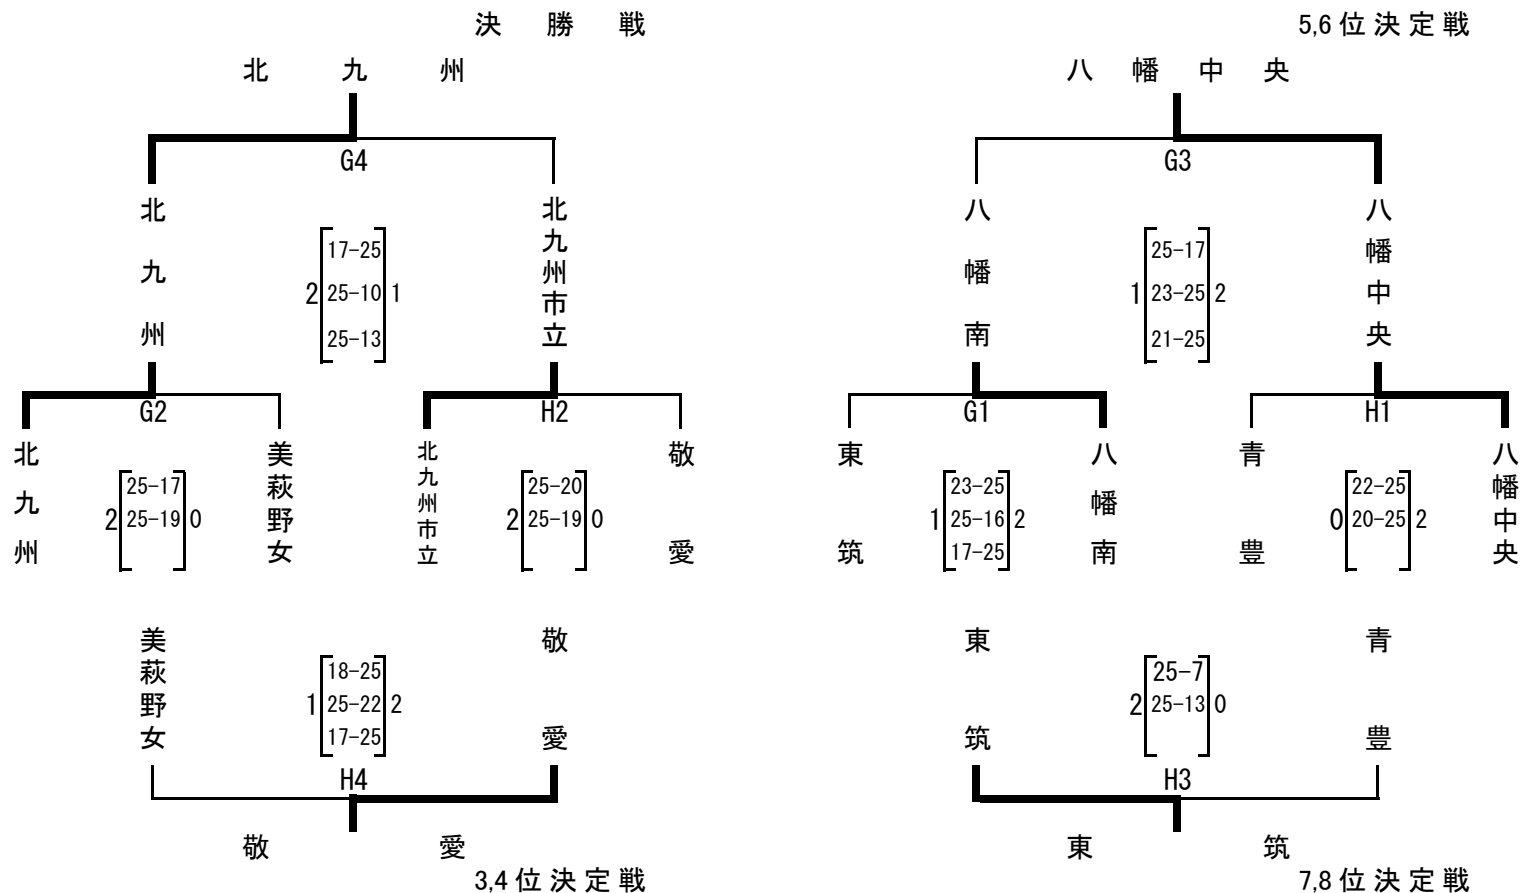 決勝戦
北九州
G4
北九州
2 17-25 25-10 25-13 1
北九州市立
G2
北九州
2 25-17 25-19 0
美萩野女
H2
北九州市立
2 25-20 25-19 0
敬愛
美萩野女
1 18-25 25-22 17-25 2
敬愛
H4
敬愛
3,4位決定戦
5,6位決定戦
八幡中央
G3
八幡南
1 25-17 23-25 21-25 2
八幡中央
G1
東筑
1 23-25 25-16 17-25 2
八幡南
H1
青豊
0 22-25 20-25 2
八幡中央
東筑
2 25-7 25-13 0
青豊
H3
東筑
7,8位決定戦